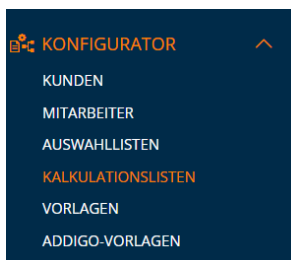 KONFIGURATOR
KUNDEN
MITARBEITER
AUSWAHLLISTEN
KALKULATIONSLISTEN
VORLAGEN
ADDIGO-VORLAGEN